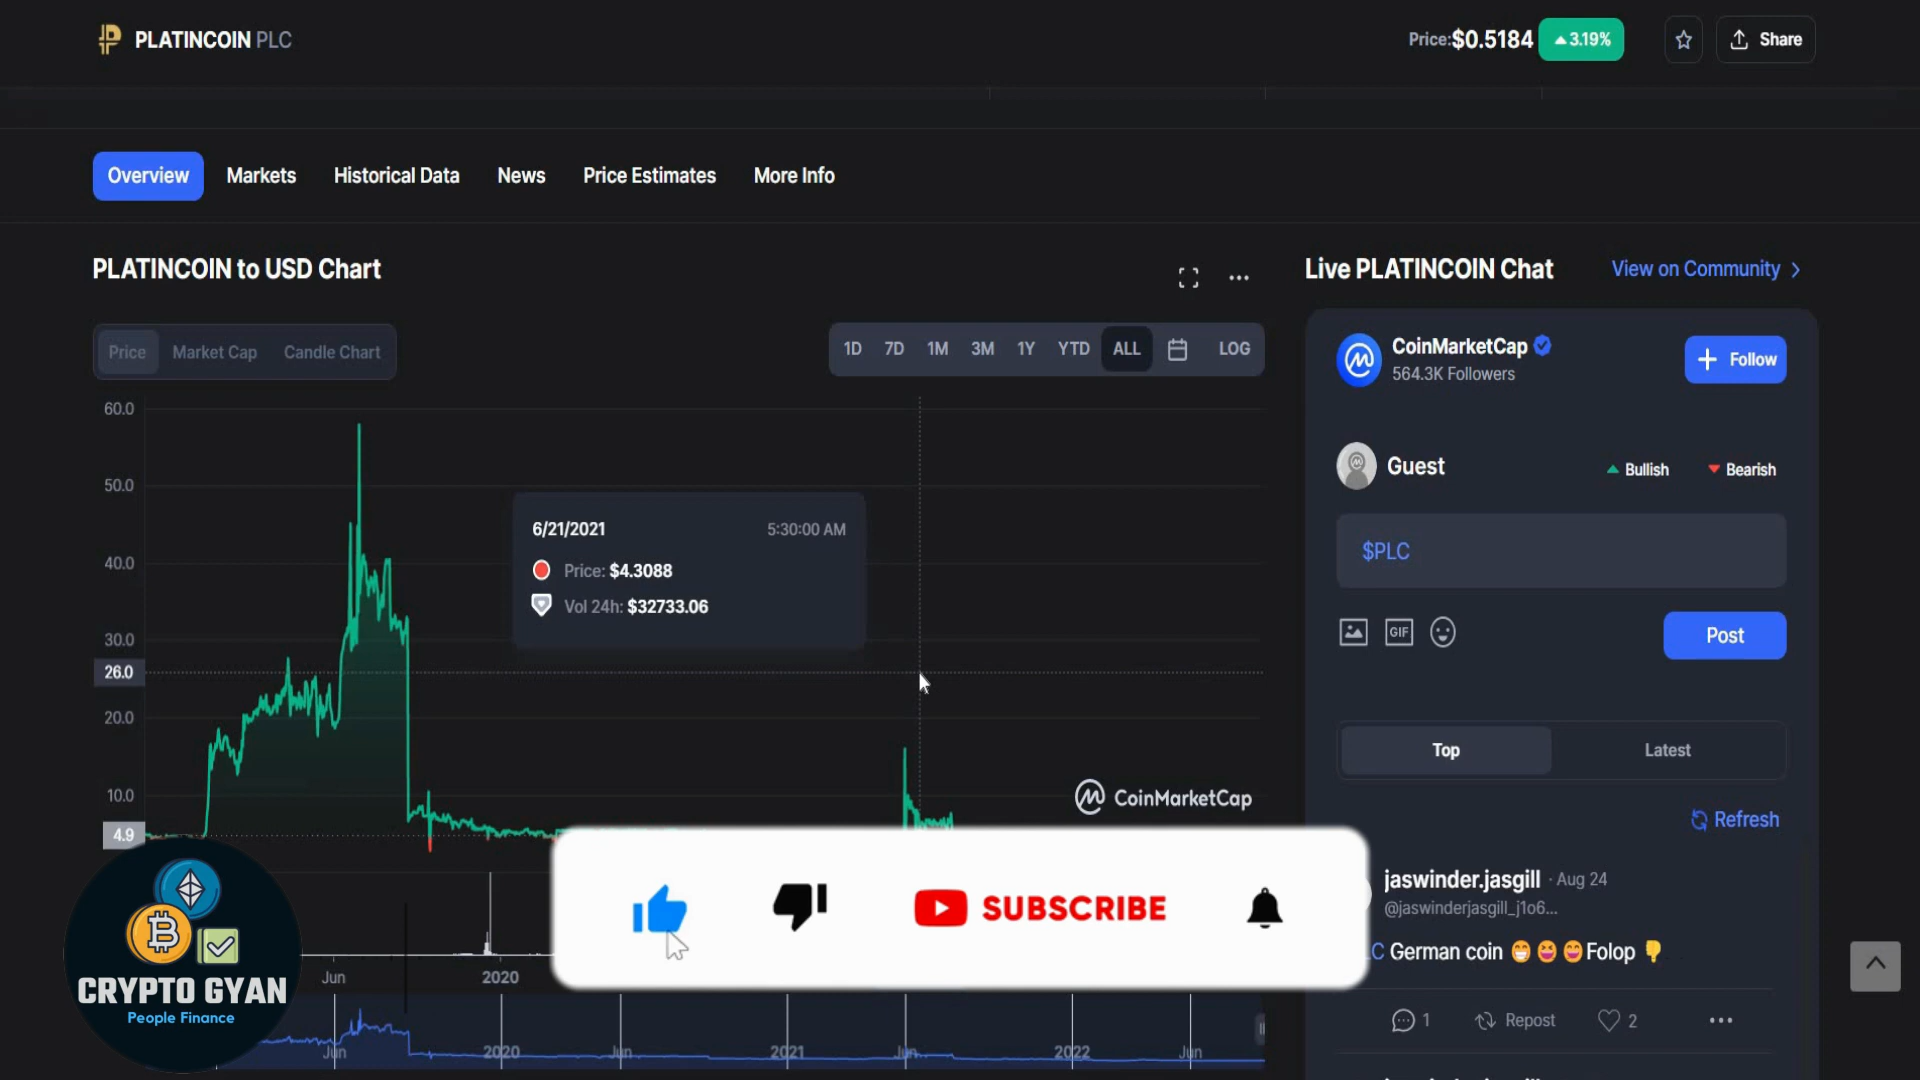 PLATINCOIN PLC
Price:$0.5184 3.19%
Share
Overview Markets Historical Data News Price Estimates More Info
PLATINCOIN to USD Chart
Live PLATINCOIN Chat View on Community
Price Market Cap Candle Chart
1D 7D 1M 3M 1Y YTD ALL LOG
CoinMarketCap
564.3K Followers
Follow
60.0
50.0
40.0
30.0
26.0
20.0
10.0
4.9
6/21/2021 5:30:00 AM
Price: $4.3088
Vol 24h: $32733.06
CoinMarketCap
Guest
Bullish Bearish
$PLC
GIF
Post
Top Latest
Refresh
jaswinder.jasgill · Aug 24
@jaswinderjasgill_j1o6...
C German coin 😁😆😄Folop 👎
1 Repost 2
SUBSCRIBE
Jun 2020
Jun 2020 Jun 2021 Jun 2022 Jun
CRYPTO GYAN
People Finance